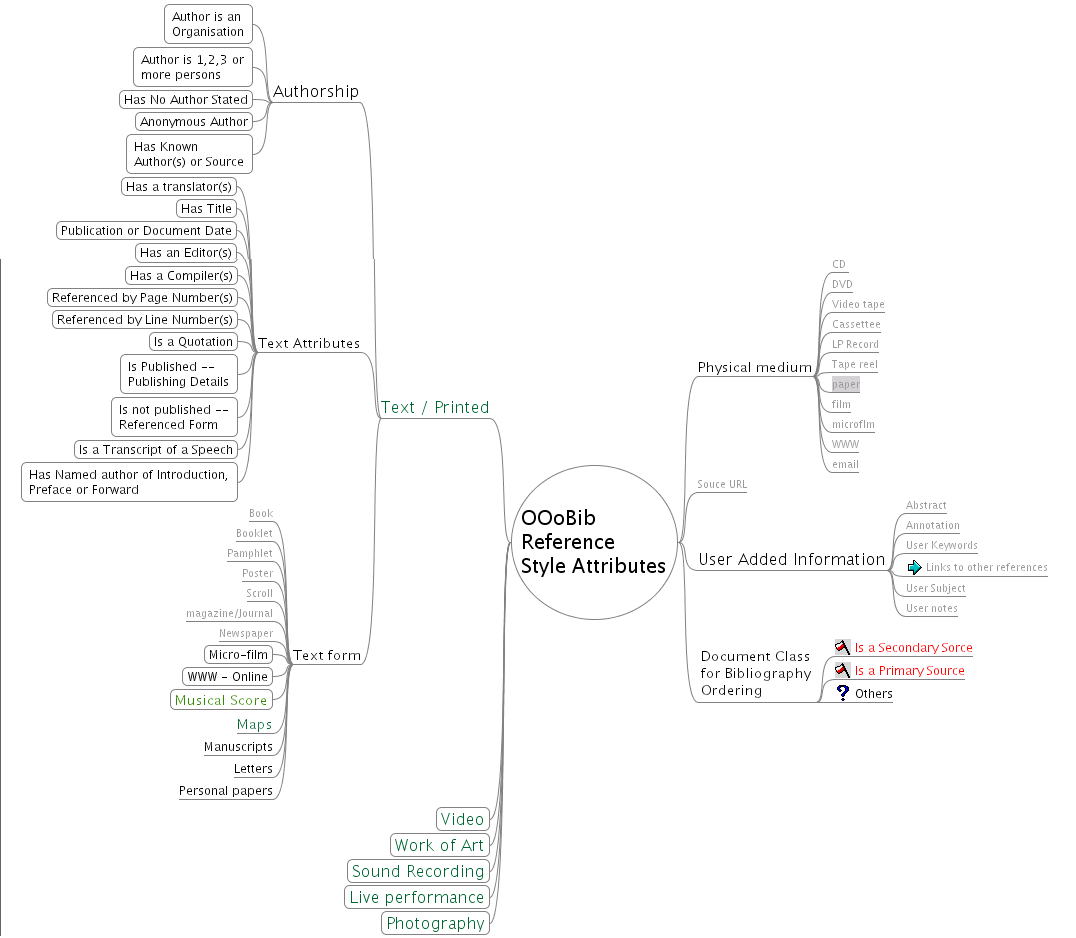 Author is an
Organisation
Author is 1,2,3 or
more persons
Has No Author Stated
Anonymous Author
Has Known
Author(s) or Source
Authorship
Has a translator(s)
Has Title
Publication or Document Date
Has an Editor(s)
Has a Compiler(s)
Referenced by Page Number(s)
Referenced by Line Number(s)
Is a Quotation
Is Published --
Publishing Details
Is not published --
Referenced Form
Is a Transcript of a Speech
Has Named author of Introduction,
Preface or Forward
Text Attributes
Text / Printed
Book
Booklet
Pamphlet
Poster
Scroll
magazine/Journal
Newspaper
Micro-film
WWW - Online
Musical Score
Maps
Manuscripts
Letters
Personal papers
Text form
Video
Work of Art
Sound Recording
Live performance
Photography
OOoBib
Reference
Style Attributes
Physical medium
CD
DVD
Video tape
Cassettee
LP Record
Tape reel
paper
film
microflm
WWW
email
Souce URL
User Added Information
Abstract
Annotation
User Keywords
Links to other references
User Subject
User notes
Document Class
for Bibliography
Ordering
Is a Secondary Sorce
Is a Primary Source
Others